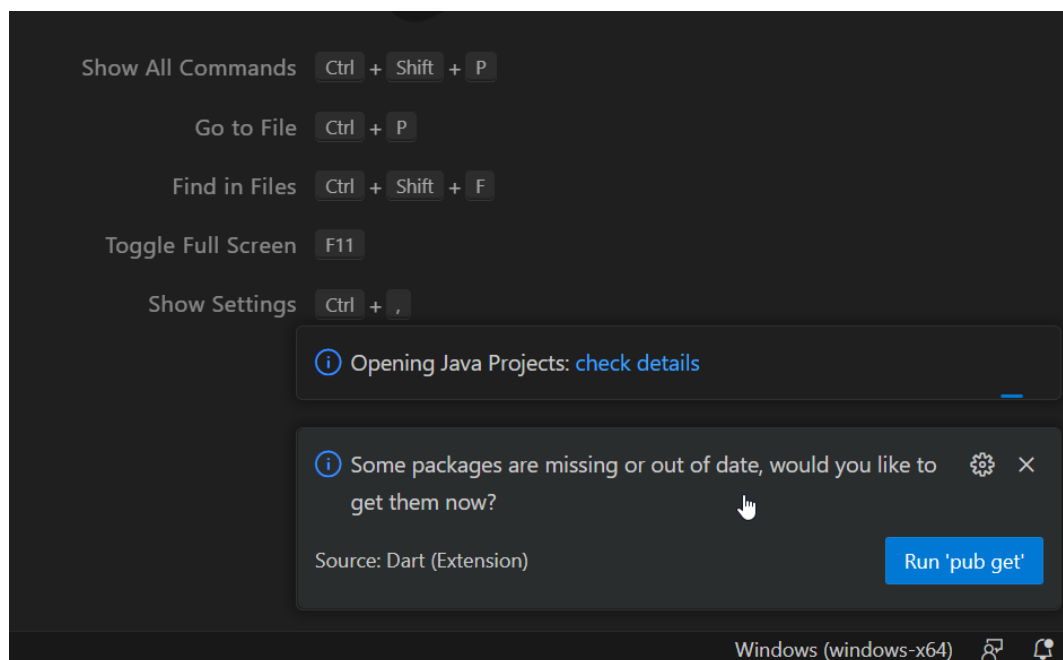 Show All Commands Ctrl + Shift + P
Go to File Ctrl + P
Find in Files Ctrl + Shift + F
Toggle Full Screen F11
Show Settings Ctrl + ,
Opening Java Projects: check details
Some packages are missing or out of date, would you like to
get them now?
Source: Dart (Extension) Run 'pub get'
Windows (windows-x64)